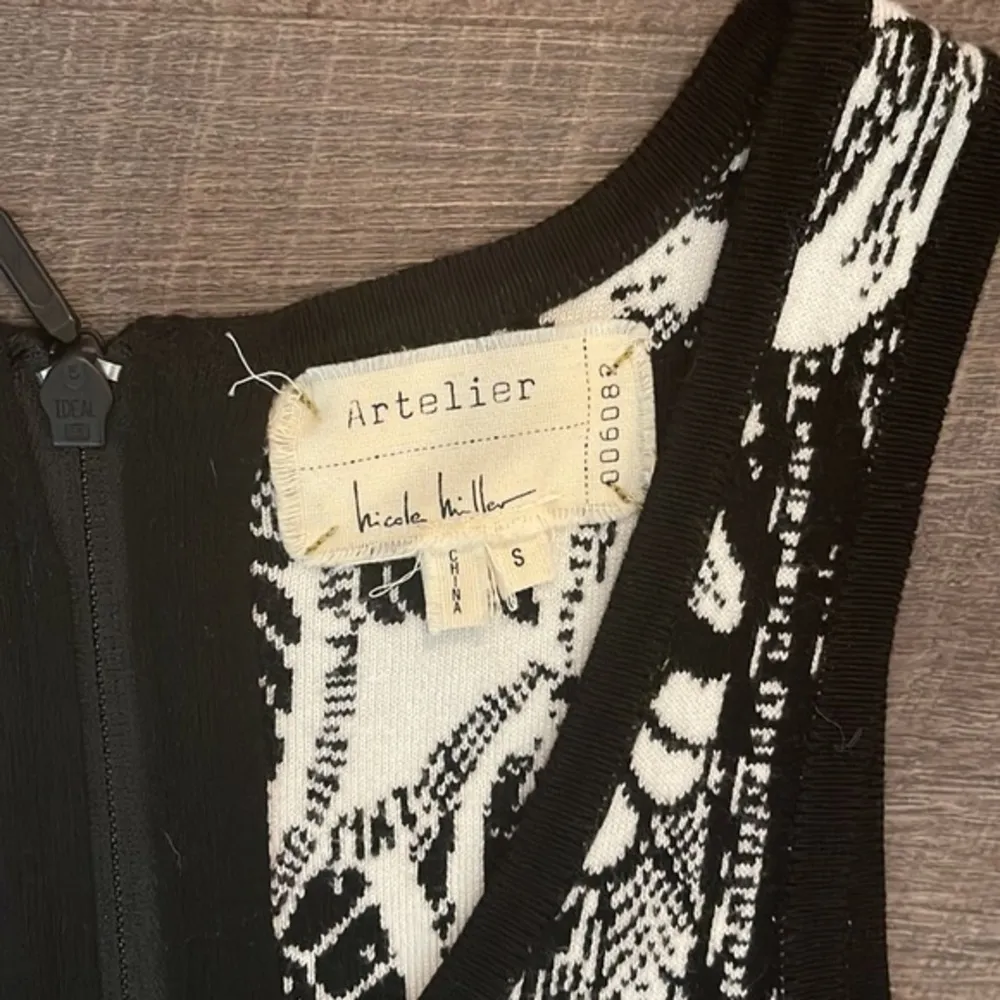 Artelier
nicole miller
006082
CHINA
S
IDEAL